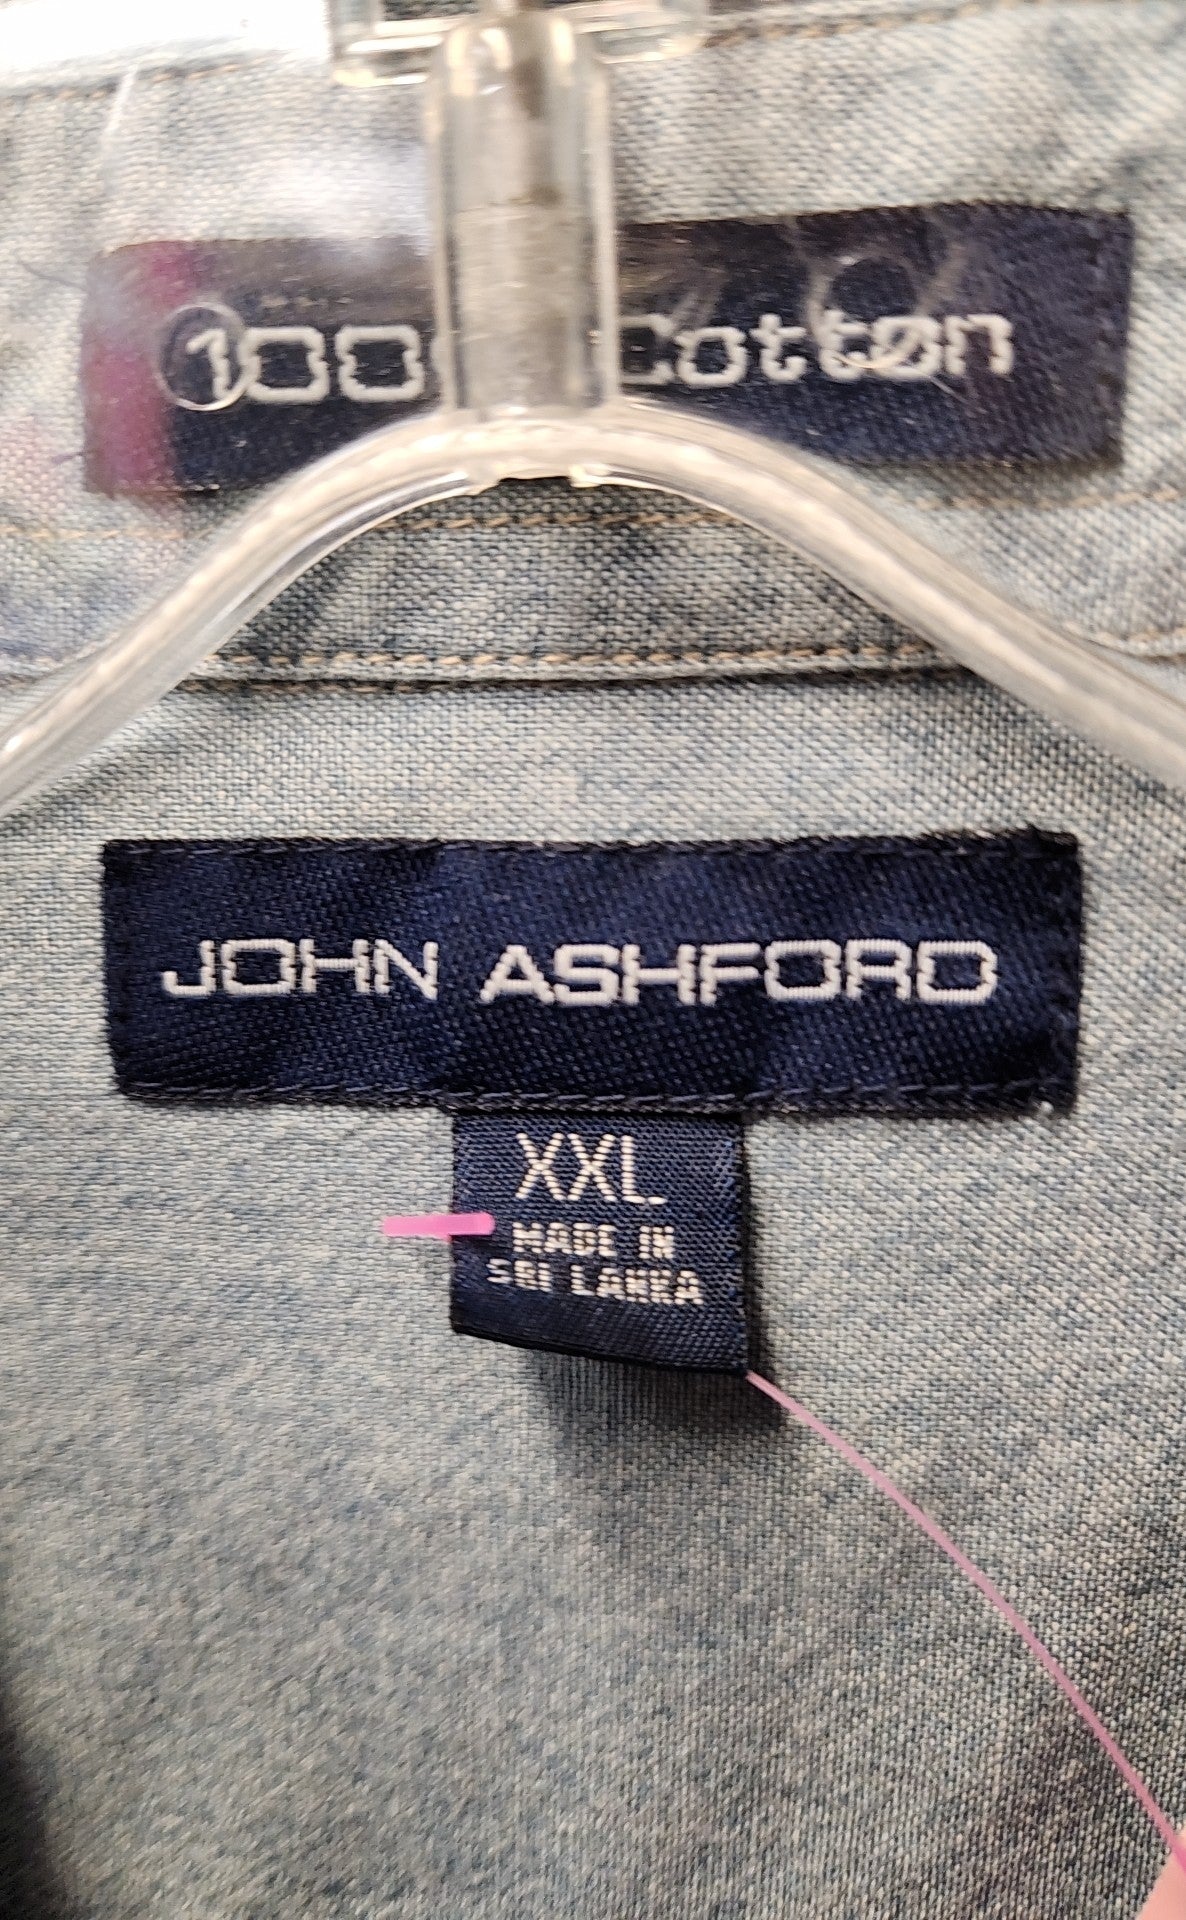 100% Cotton
JOHN ASHFORD
XXL
MADE IN
SRI LANKA